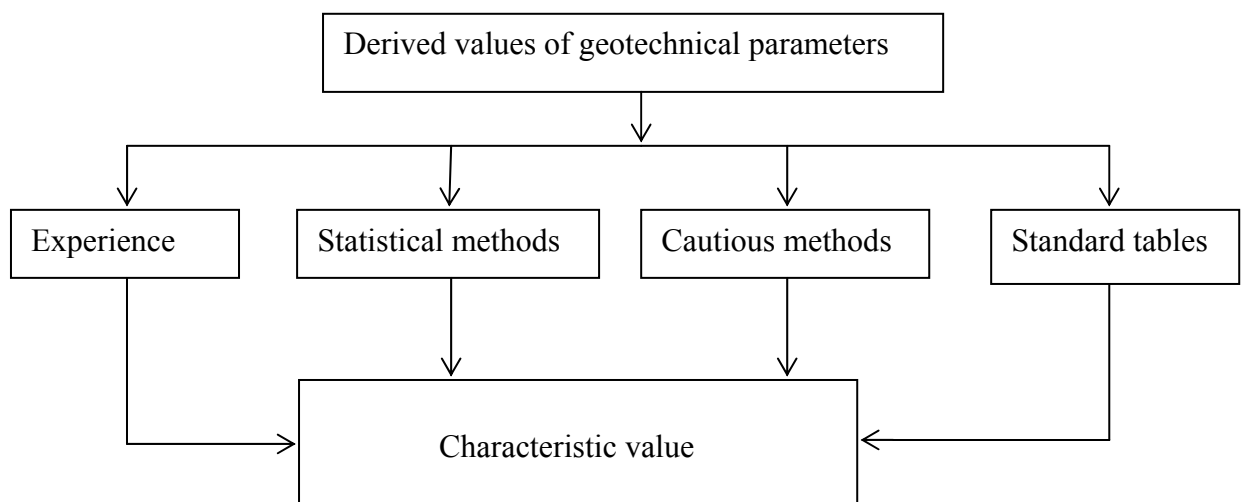 Derived values of geotechnical parameters
Experience
Statistical methods
Cautious methods
Standard tables
Characteristic value